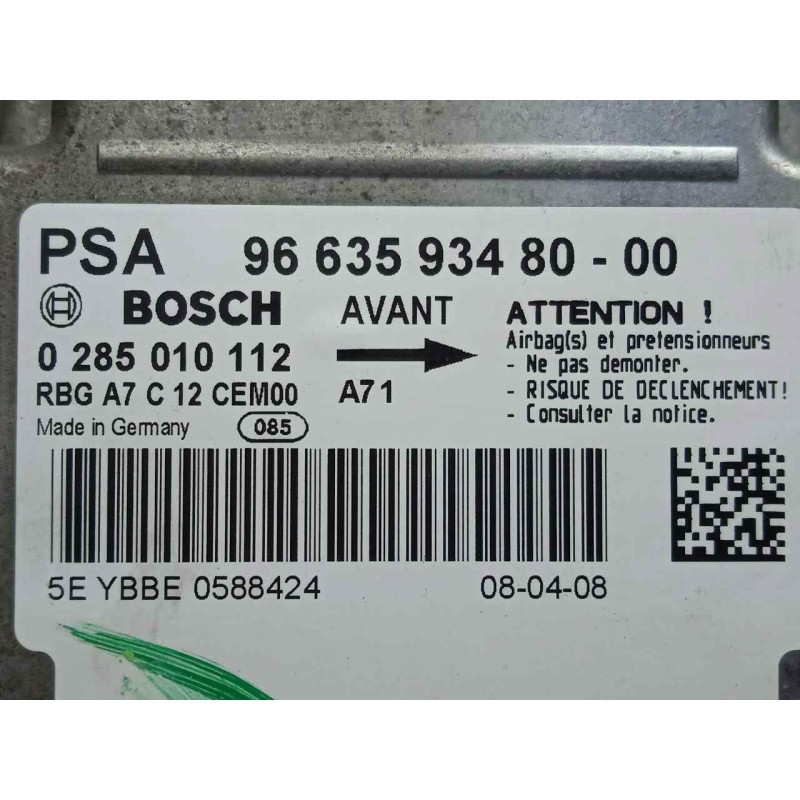 PSA 96 635 934 80 - 00
BOSCH AVANT ATTENTION !
Airbag(s) et pretensionneurs
0 285 010 112 - Ne pas demonter.
RBG A7 C 12 CEM00 A71 - RISQUE DE DECLENCHEMENT!
- Consulter la notice.
Made in Germany 085
5E YBBE 0588424 08-04-08